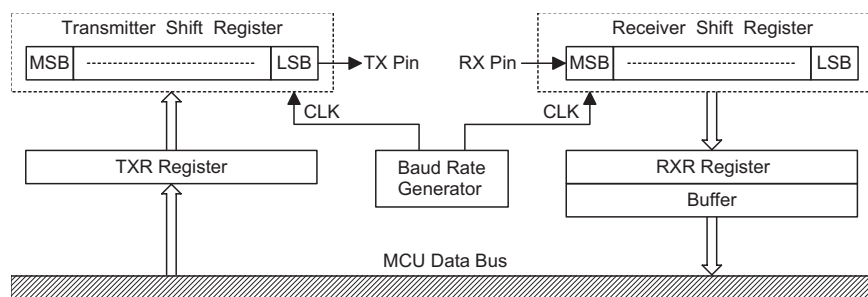 Transmitter Shift Register
MSB LSB
TX Pin
CLK
TXR Register
Baud Rate
Generator
Receiver Shift Register
RX Pin
MSB LSB
CLK
RXR Register
Buffer
MCU Data Bus